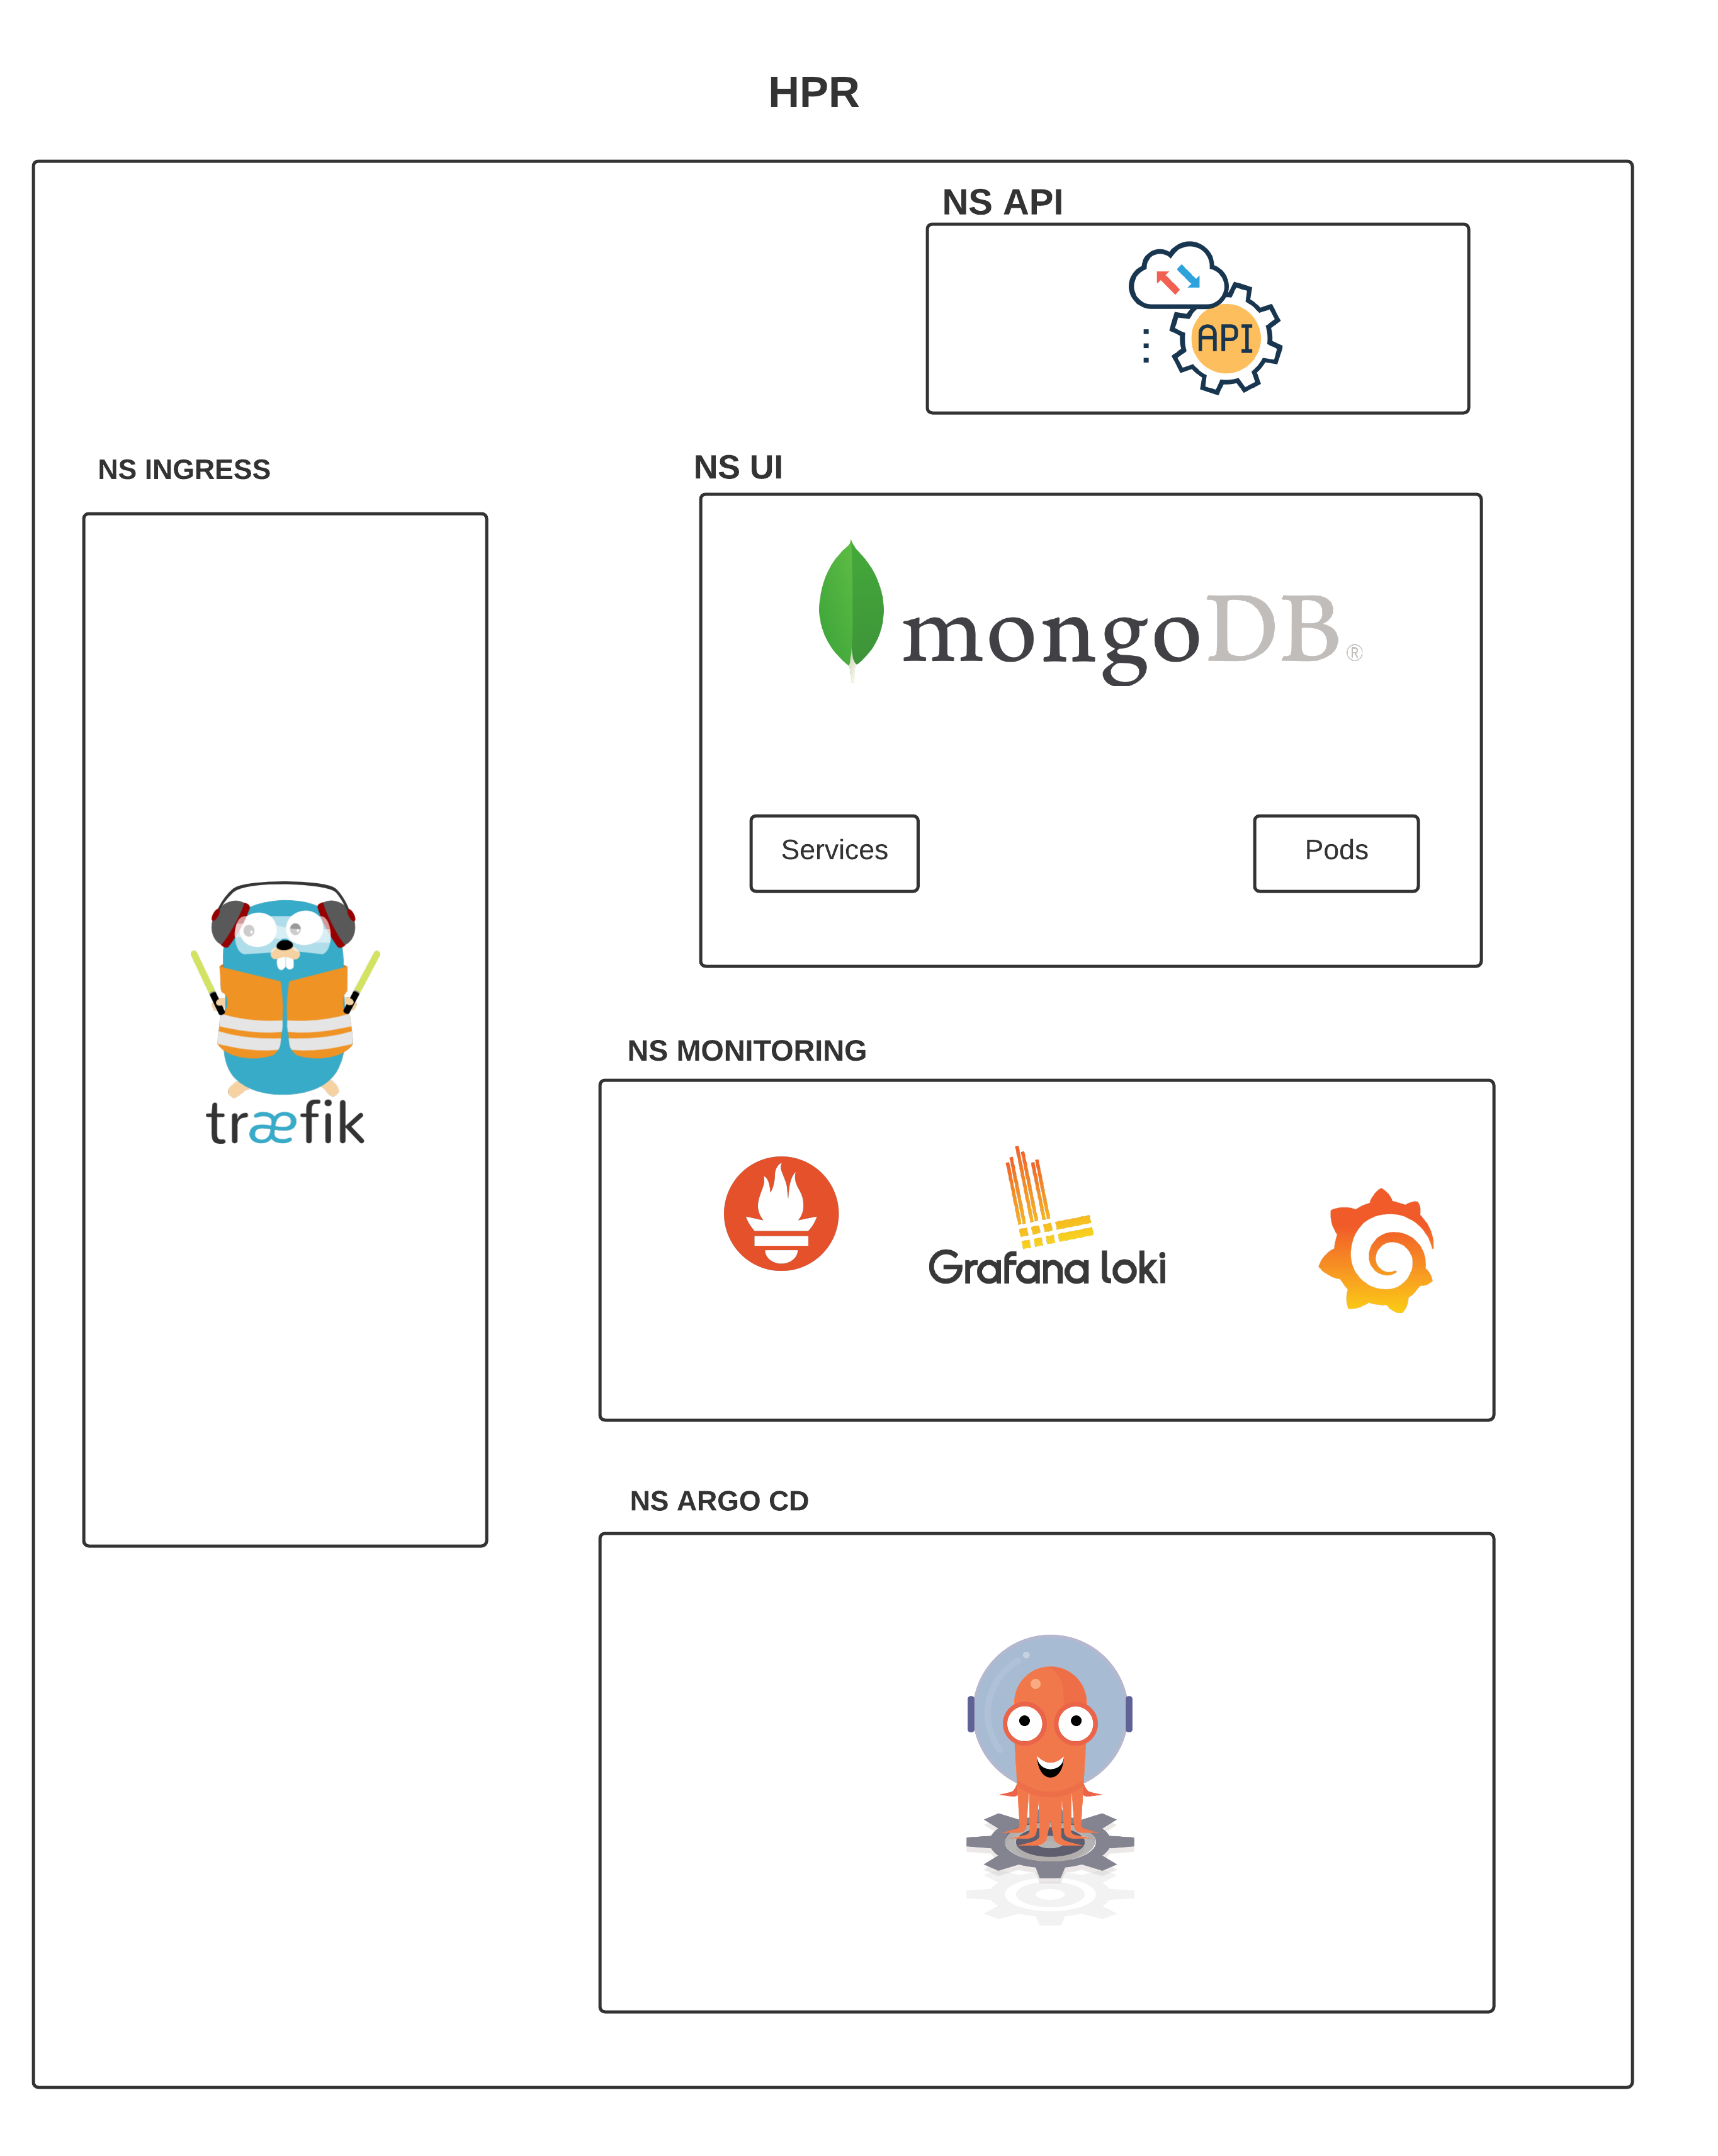 HPR
NS API
API
NS INGRESS
NS UI
mongoDB®
Services
Pods
NS MONITORING
træfik
Grafana loki
NS ARGO CD